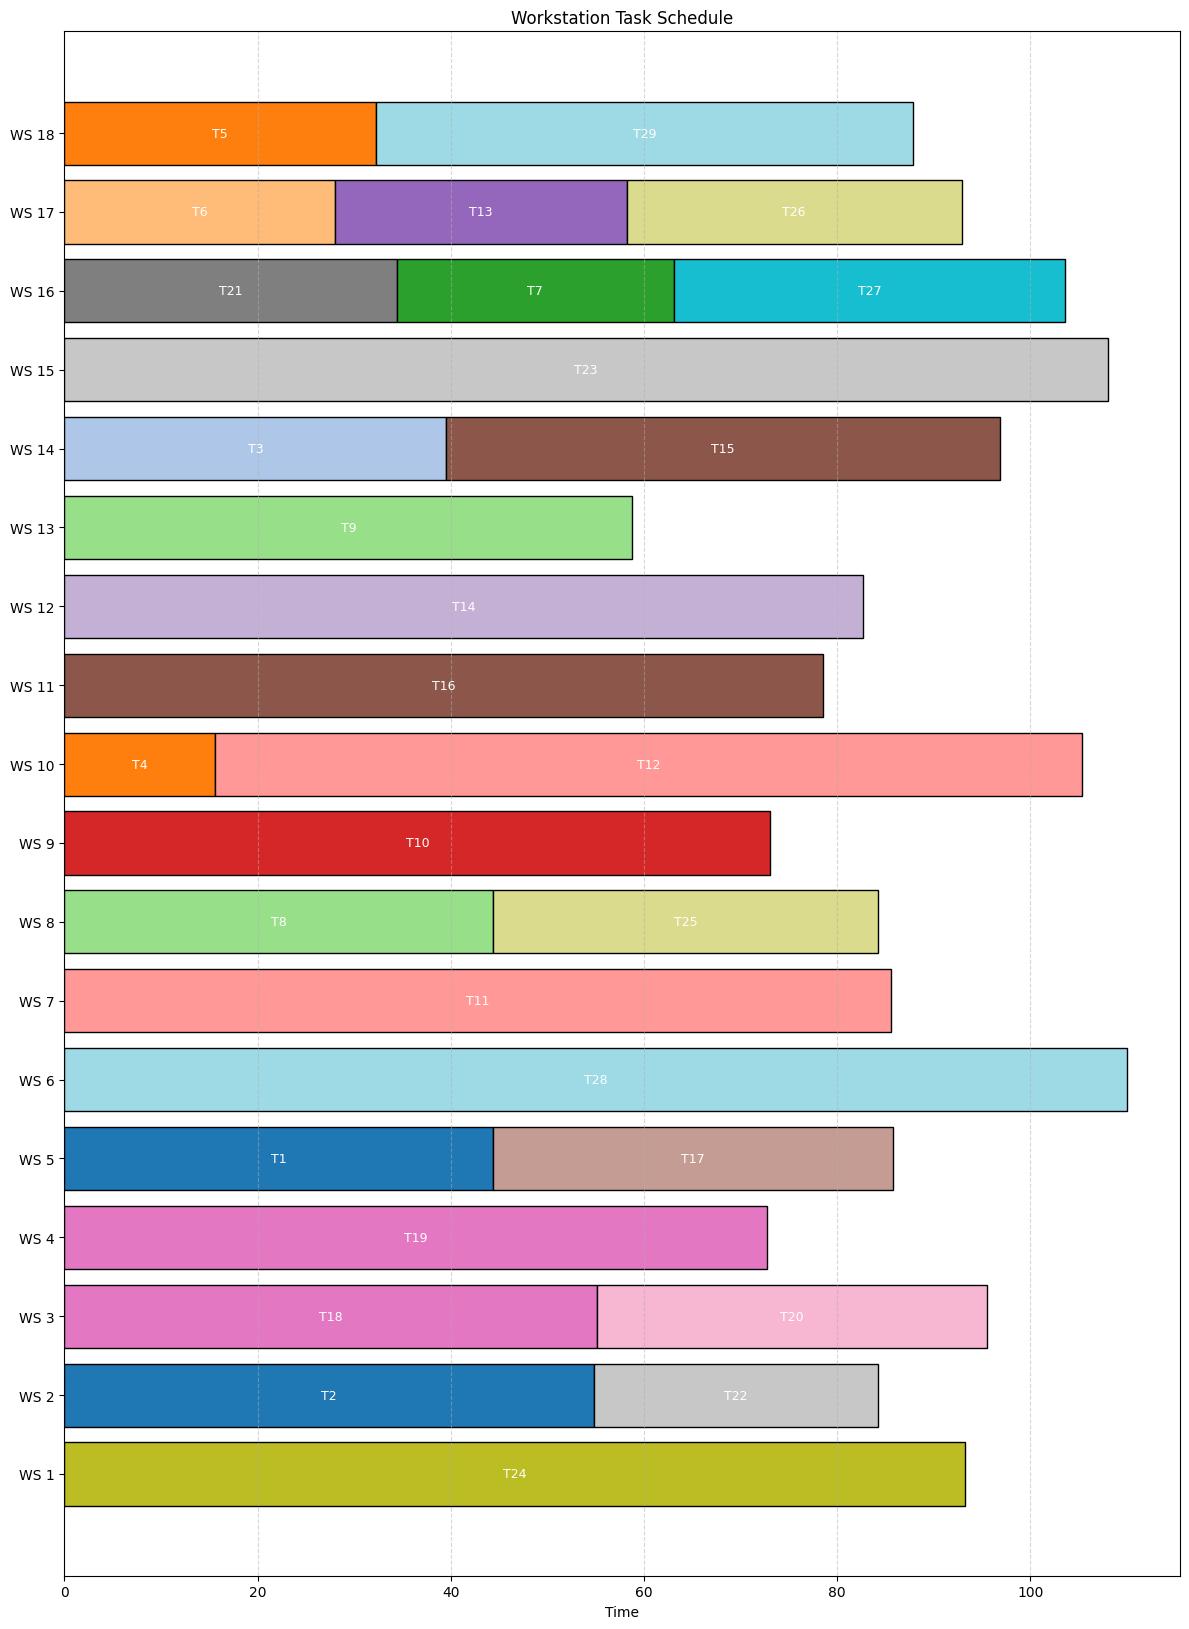 Workstation Task Schedule
WS 18 T5 T29
WS 17 T6 T13 T26
WS 16 T21 T7 T27
WS 15 T23
WS 14 T3 T15
WS 13 T9
WS 12 T14
WS 11 T16
WS 10 T4 T12
WS 9 T10
WS 8 T8 T25
WS 7 T11
WS 6 T28
WS 5 T1 T17
WS 4 T19
WS 3 T18 T20
WS 2 T2 T22
WS 1 T24
0 20 40 60 80 100
Time